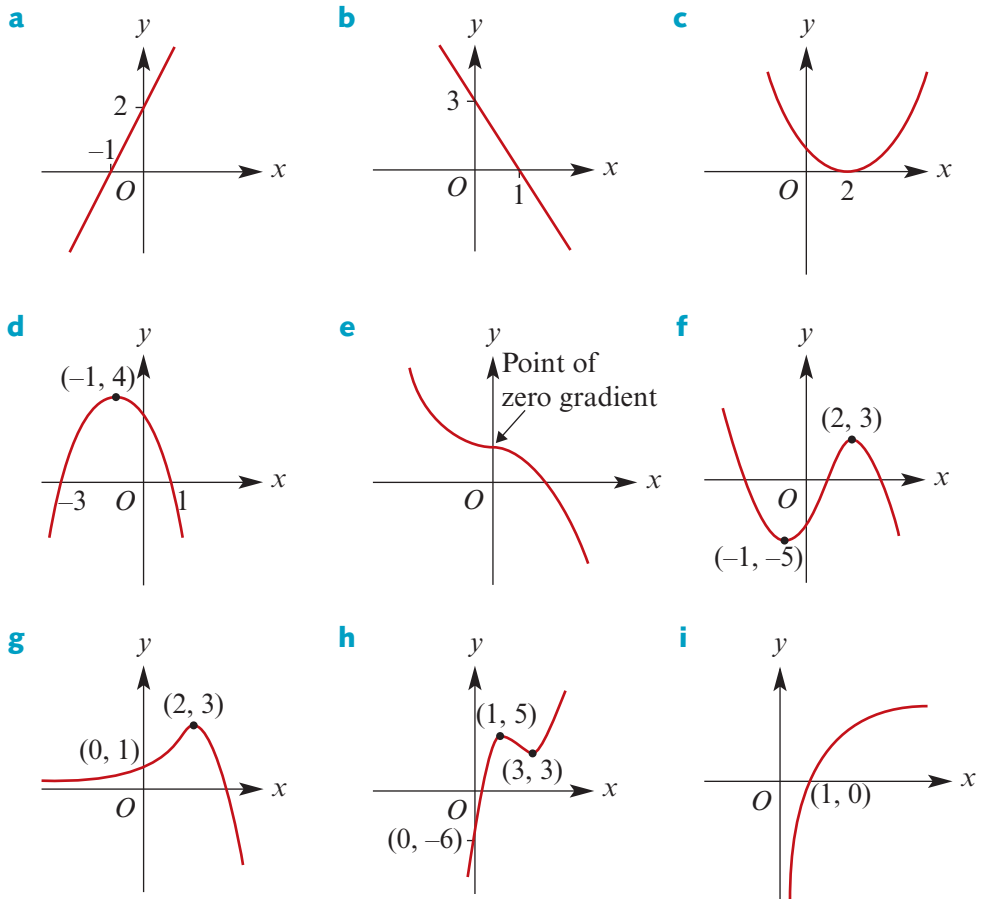 a
y
2
–1
O
x
b
y
3
O
1
x
c
y
O
2
x
d
y
(–1, 4)
–3
O
1
x
e
y
Point of
zero gradient
O
x
f
y
(2, 3)
O
x
(–1, –5)
g
y
(2, 3)
(0, 1)
O
x
h
y
(1, 5)
(3, 3)
O
x
(0, –6)
i
y
O
(1, 0)
x